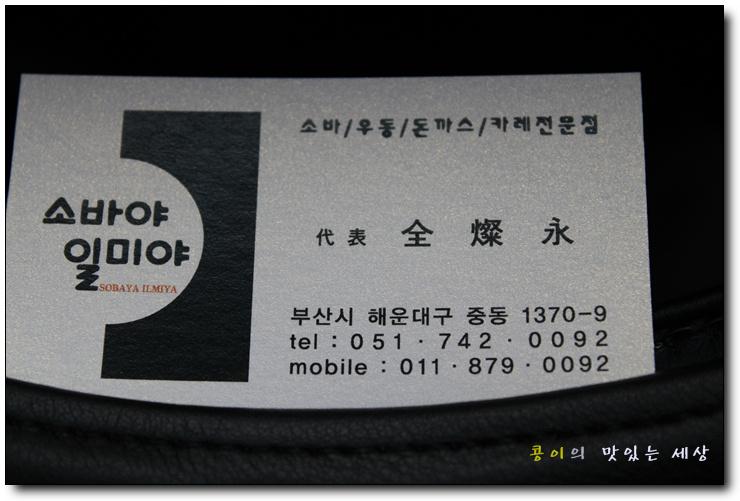 소바야
일미야
SOBAYA ILMIYA
소바/우동/돈까스/카레전문점
代表 全燦永
부산시 해운대구 중동 1370-9
tel : 051 · 742 · 0092
mobile : 011 · 879 · 0092
콩이의 맛있는 세상